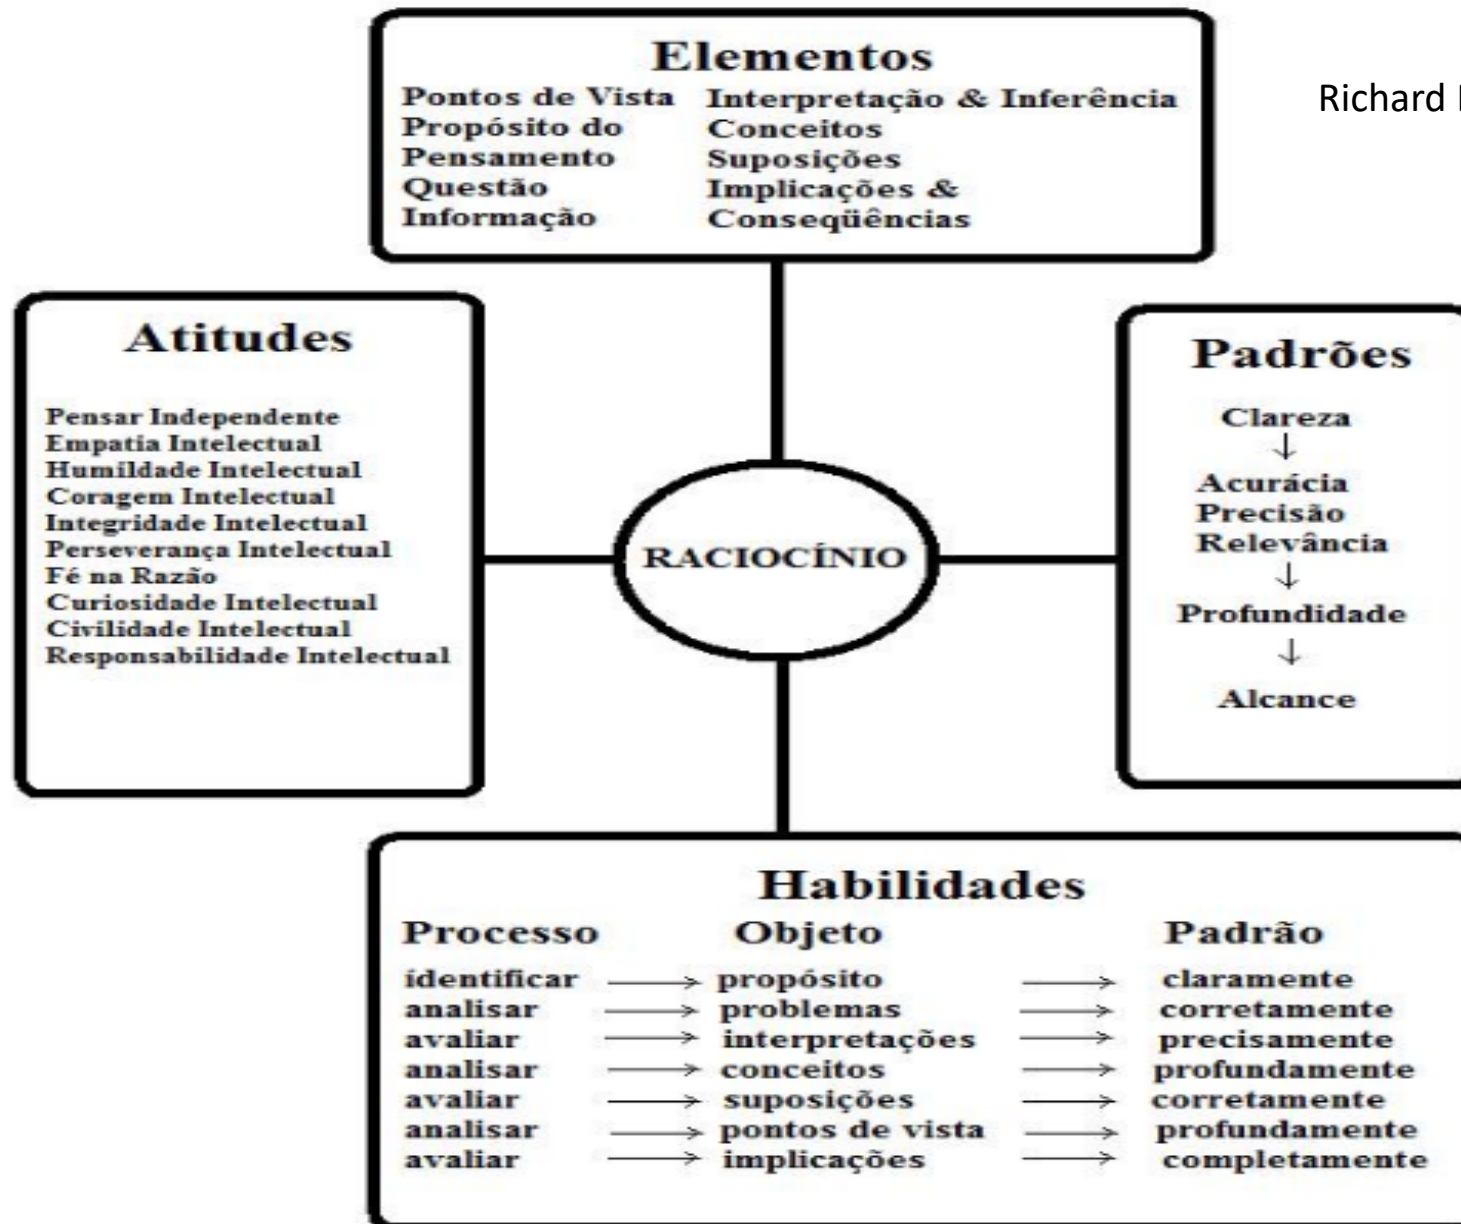 Richard
Elementos
Pontos de Vista Interpretação & Inferência
Propósito do Conceitos
Pensamento Suposições
Questão Implicações &
Informação Conseqüências
Atitudes
Pensar Independente
Empatia Intelectual
Humildade Intelectual
Coragem Intelectual
Integridade Intelectual
Perseverança Intelectual
Fé na Razão
Curiosidade Intelectual
Civilidade Intelectual
Responsabilidade Intelectual
RACIOCÍNIO
Padrões
Clareza
↓
Acurácia
Precisão
Relevância
↓
Profundidade
↓
Alcance
Habilidades
Processo Objeto Padrão
ídentificar → propósito → claramente
analisar → problemas → corretamente
avaliar → interpretações → precisamente
analisar → conceitos → profundamente
avaliar → suposições → corretamente
analisar → pontos de vista → profundamente
avaliar → implicações → completamente